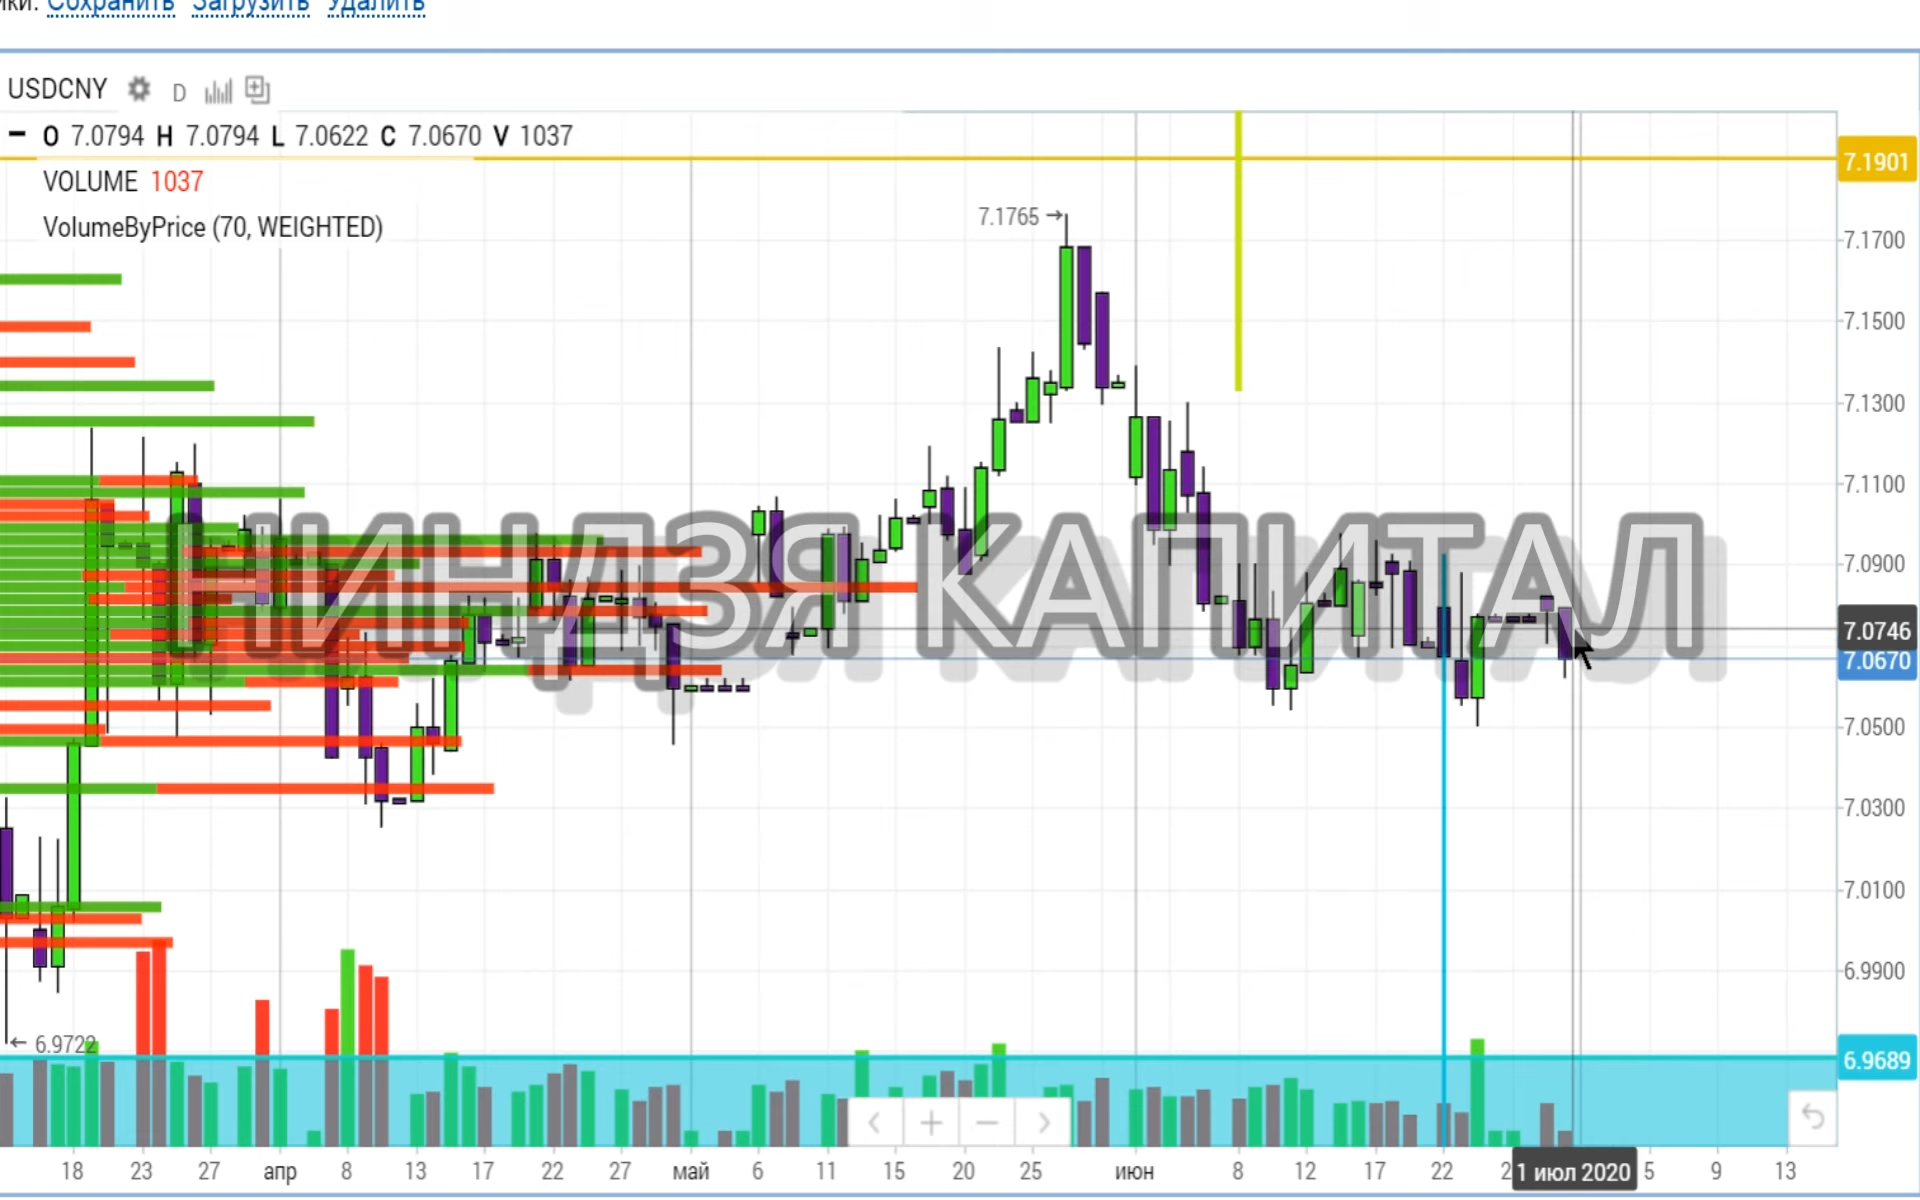 Сохранить Загрузить Удалить
USDCNY D
O 7.0794 H 7.0794 L 7.0622 C 7.0670 V 1037
VOLUME 1037
VolumeByPrice (70, WEIGHTED)
7.1901
7.1765 →
7.1700
7.1500
7.1300
7.1100
НИНДЗЯ КАПИТАЛ
7.0900
7.0746
7.0670
7.0500
7.0300
7.0100
6.9900
← 6.9722
6.9689
18 23 27 апр 8 13 17 22 27 май 6 11 15 20 25 июн 8 12 17 22 1 июл 2020 5 9 13